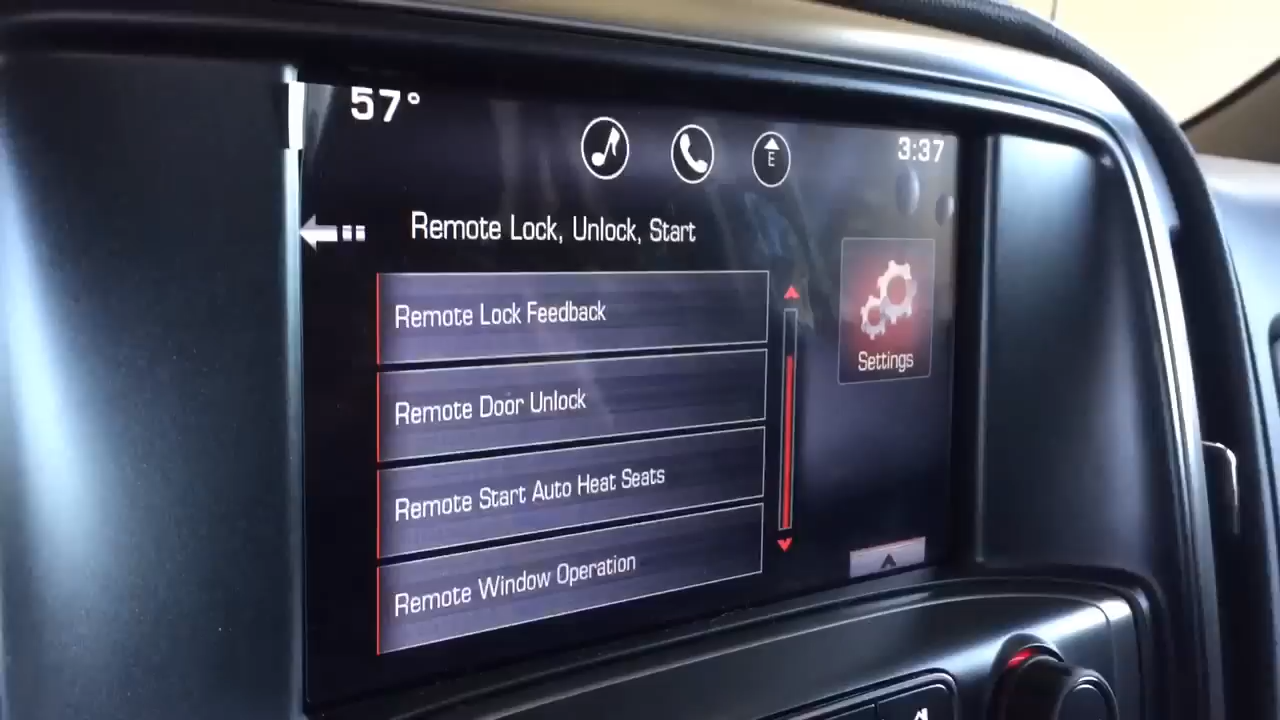 57°
E
3:37
Remote Lock, Unlock, Start
Remote Lock Feedback
Remote Door Unlock
Remote Start Auto Heat Seats
Remote Window Operation
Settings